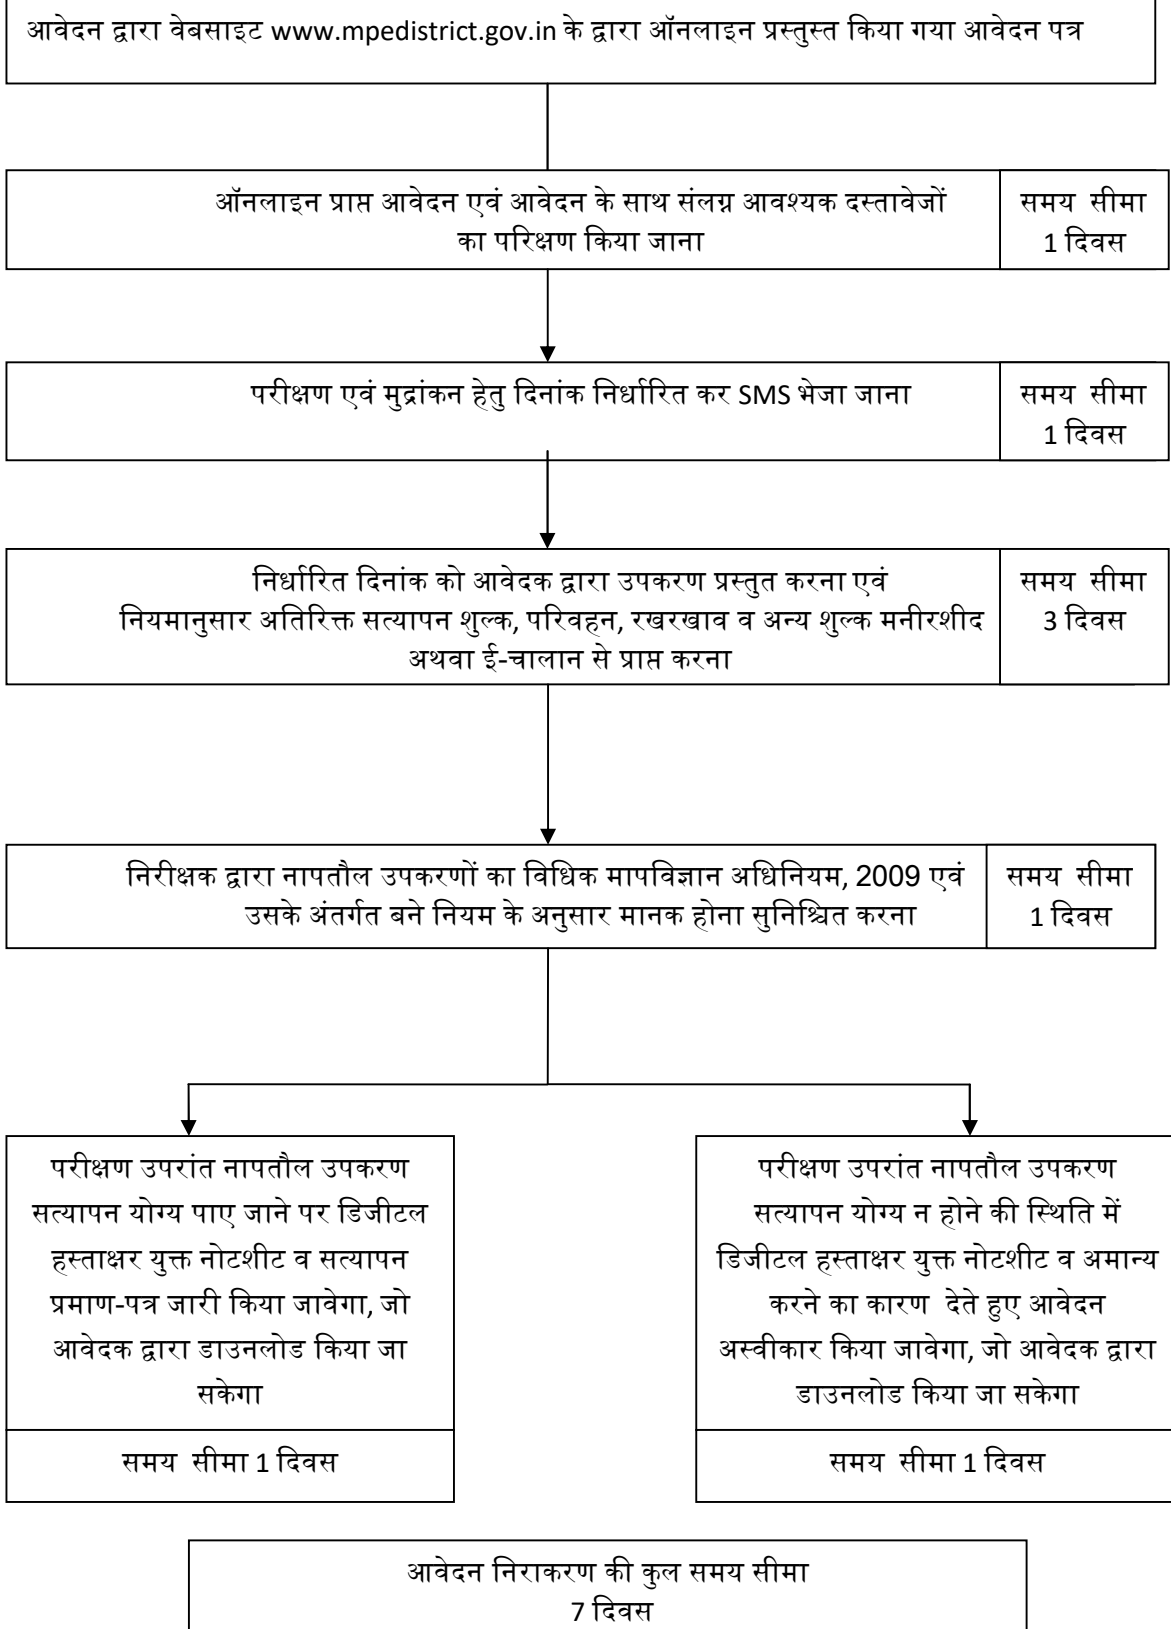 आवेदन द्वारा वेबसाइट www.mpedistrict.gov.in के द्वारा ऑनलाइन प्रस्तुस्त किया गया आवेदन पत्र
ऑनलाइन प्राप्त आवेदन एवं आवेदन के साथ संलग्न आवश्यक दस्तावेजों
का परिक्षण किया जाना
समय सीमा
1 दिवस
परीक्षण एवं मुद्रांकन हेतु दिनांक निर्धारित कर SMS भेजा जाना
समय सीमा
1 दिवस
निर्धारित दिनांक को आवेदक द्वारा उपकरण प्रस्तुत करना एवं
नियमानुसार अतिरिक्त सत्यापन शुल्क, परिवहन, रखरखाव व अन्य शुल्क मनीरशीद
अथवा ई-चालान से प्राप्त करना
समय सीमा
3 दिवस
निरीक्षक द्वारा नापतौल उपकरणों का विधिक मापविज्ञान अधिनियम, 2009 एवं
उसके अंतर्गत बने नियम के अनुसार मानक होना सुनिश्चित करना
समय सीमा
1 दिवस
परीक्षण उपरांत नापतौल उपकरण
सत्यापन योग्य पाए जाने पर डिजीटल
हस्ताक्षर युक्त नोटशीट व सत्यापन
प्रमाण-पत्र जारी किया जावेगा, जो
आवेदक द्वारा डाउनलोड किया जा
सकेगा
समय सीमा 1 दिवस
परीक्षण उपरांत नापतौल उपकरण
सत्यापन योग्य न होने की स्थिति में
डिजीटल हस्ताक्षर युक्त नोटशीट व अमान्य
करने का कारण देते हुए आवेदन
अस्वीकार किया जावेगा, जो आवेदक द्वारा
डाउनलोड किया जा सकेगा
समय सीमा 1 दिवस
आवेदन निराकरण की कुल समय सीमा
7 दिवस